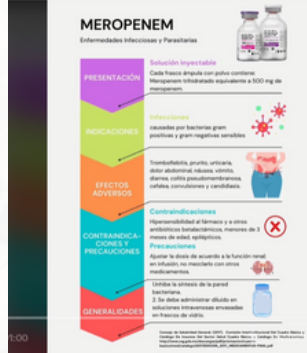 MEROPENEM
Enfermedades Infecciosas y Parasitarias
PRESENTACIÓN
Solución inyectable
Cada frasco ámpula con polvo contiene:
Meropenem trihidratado equivalente a 500 mg de
meropenem.
INDICACIONES
Infecciones
causadas por bacterias gram
positivas y gram negativas sensibles
EFECTOS
ADVERSOS
Tromboflebitis, prurito, urticaria,
dolor abdominal, náusea, vómito,
diarrea, colitis pseudomembranosa,
cefalea, convulsiones y candidiasis.
CONTRAINDICA-
CIONES Y
PRECAUCIONES
Contraindicaciones
Hipersensibilidad al fármaco y a otros
antibióticos betalactámicos, menores de 3
meses de edad, epilépticos.
Precauciones
Ajustar la dosis de acuerdo a la función renal
en infusión, no mezclarlo con otros
medicamentos.
GENERALIDADES
1.Inhibe la síntesis de la pared
bacteriana.
2. Se debe administrar diluido en
soluciones intravenosas envasadas
en frascos de vidrio.
1:00